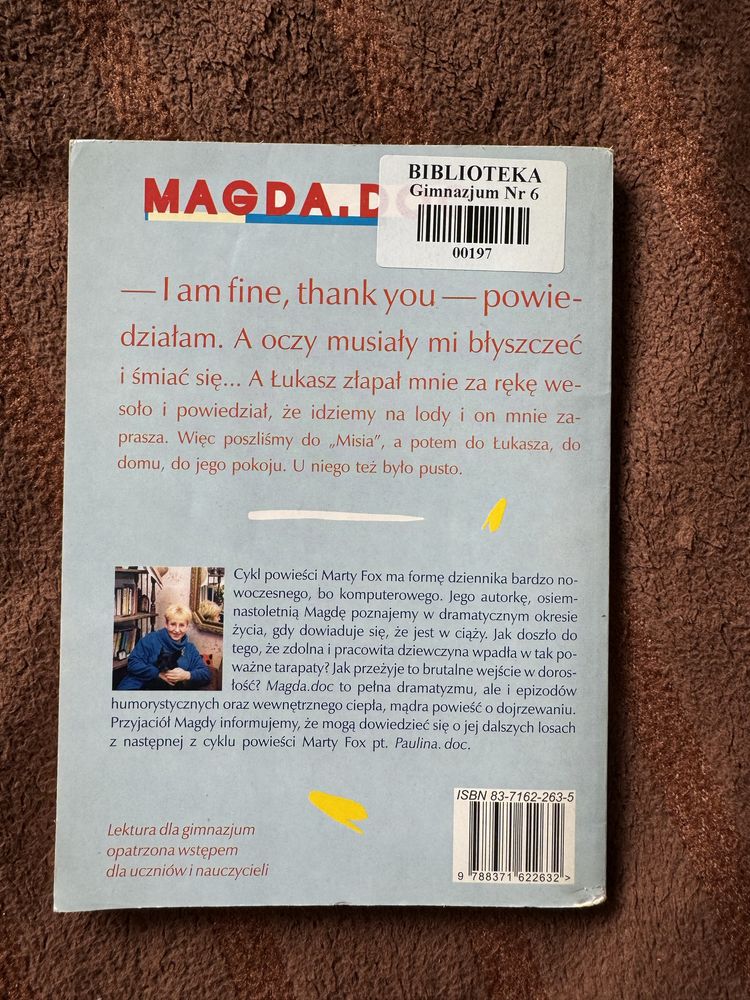 MAGDA.DO
BIBLIOTEKA
Gimnazjum Nr 6
00197
— I am fine, thank you — powie-
działam. A oczy musiały mi błyszczeć
i śmiać się... A Łukasz złapał mnie za rękę we-
soło i powiedział, że idziemy na lody i on mnie za-
prasza. Więc poszliśmy do „Misia”, a potem do Łukasza, do
domu, do jego pokoju. U niego też było pusto.
Cykl powieści Marty Fox ma formę dziennika bardzo no-
woczesnego, bo komputerowego. Jego autorkę, osiem-
nastoletnią Magdę poznajemy w dramatycznym okresie
życia, gdy dowiaduje się, że jest w ciąży. Jak doszło do
tego, że zdolna i pracowita dziewczyna wpadła w tak po-
ważne tarapaty? Jak przeżyje to brutalne wejście w doros-
łość? Magda.doc to pełna dramatyzmu, ale i epizodów
humorystycznych oraz wewnętrznego ciepła, mądra powieść o dojrzewaniu.
Przyjaciół Magdy informujemy, że mogą dowiedzieć się o jej dalszych losach
z następnej z cyklu powieści Marty Fox pt. Paulina.doc.
ISBN 83-7162-263-5
9 788371 622632 >
Lektura dla gimnazjum
opatrzona wstępem
dla uczniów i nauczycieli